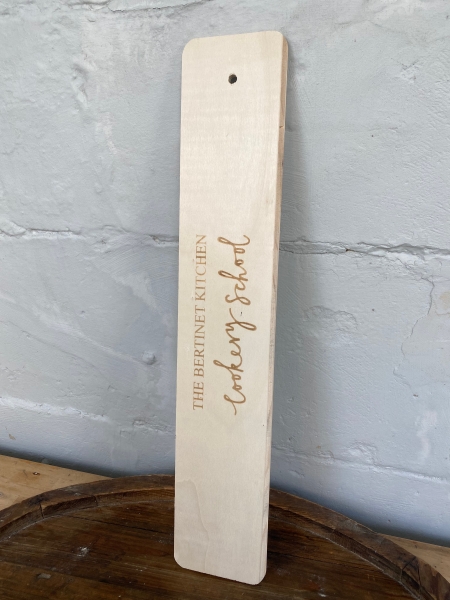 THE BERTINET KITCHEN
cookery school